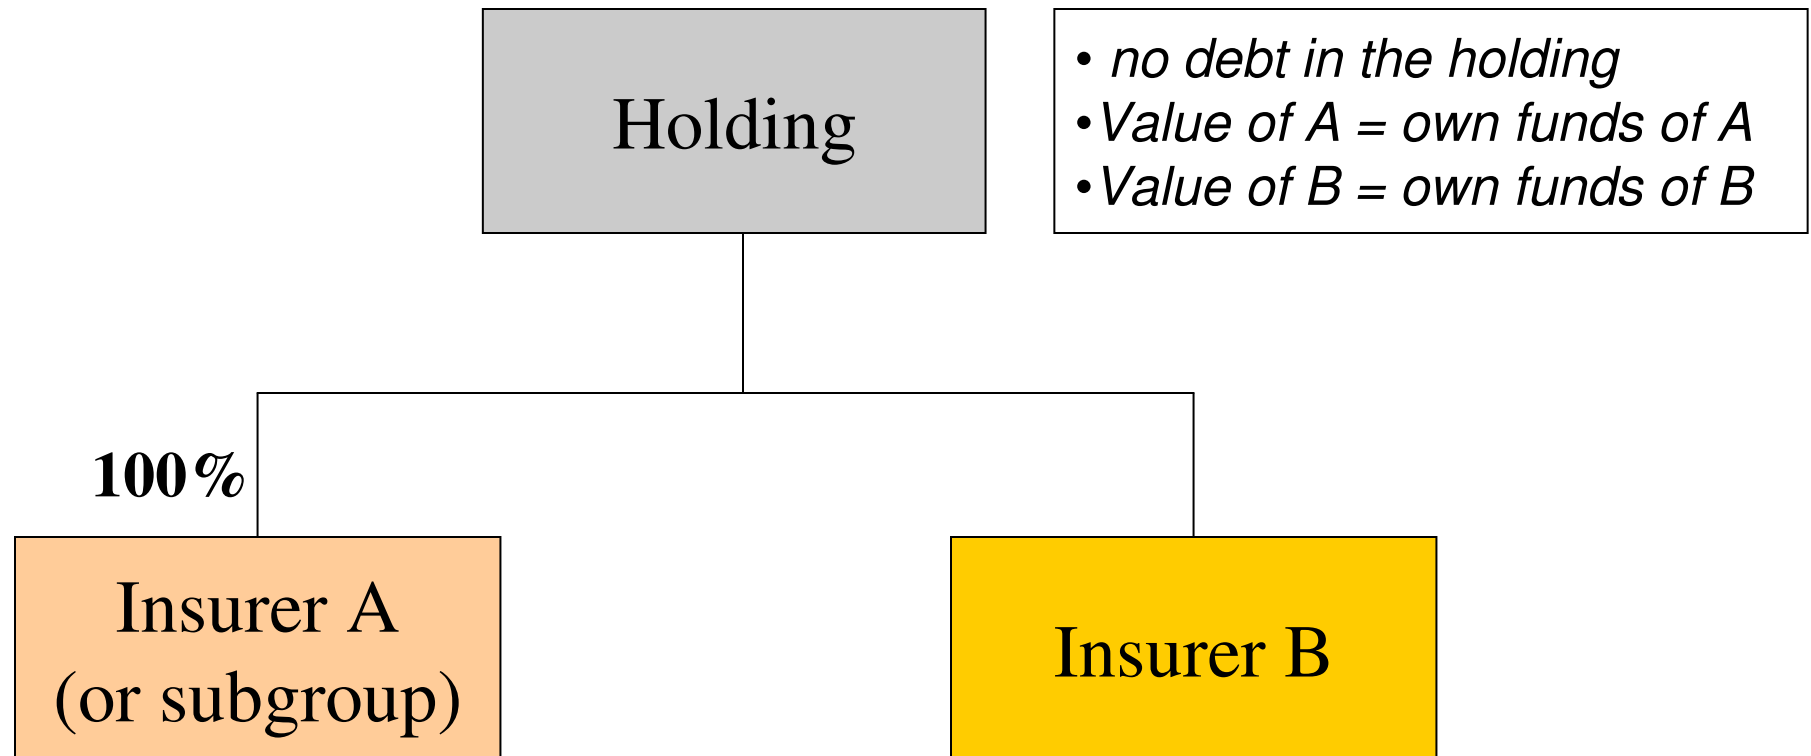 Holding
• no debt in the holding
•Value of A = own funds of A
•Value of B = own funds of B
100%
Insurer A
(or subgroup)
Insurer B